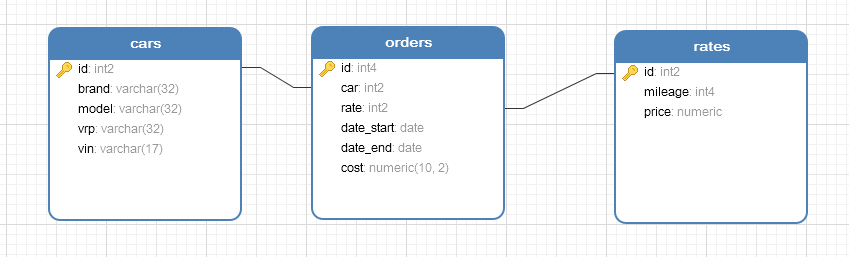 cars
id: int2
brand: varchar(32)
model: varchar(32)
vrp: varchar(32)
vin: varchar(17)
orders
id: int4
car: int2
rate: int2
date_start: date
date_end: date
cost: numeric(10, 2)
rates
id: int2
mileage: int4
price: numeric